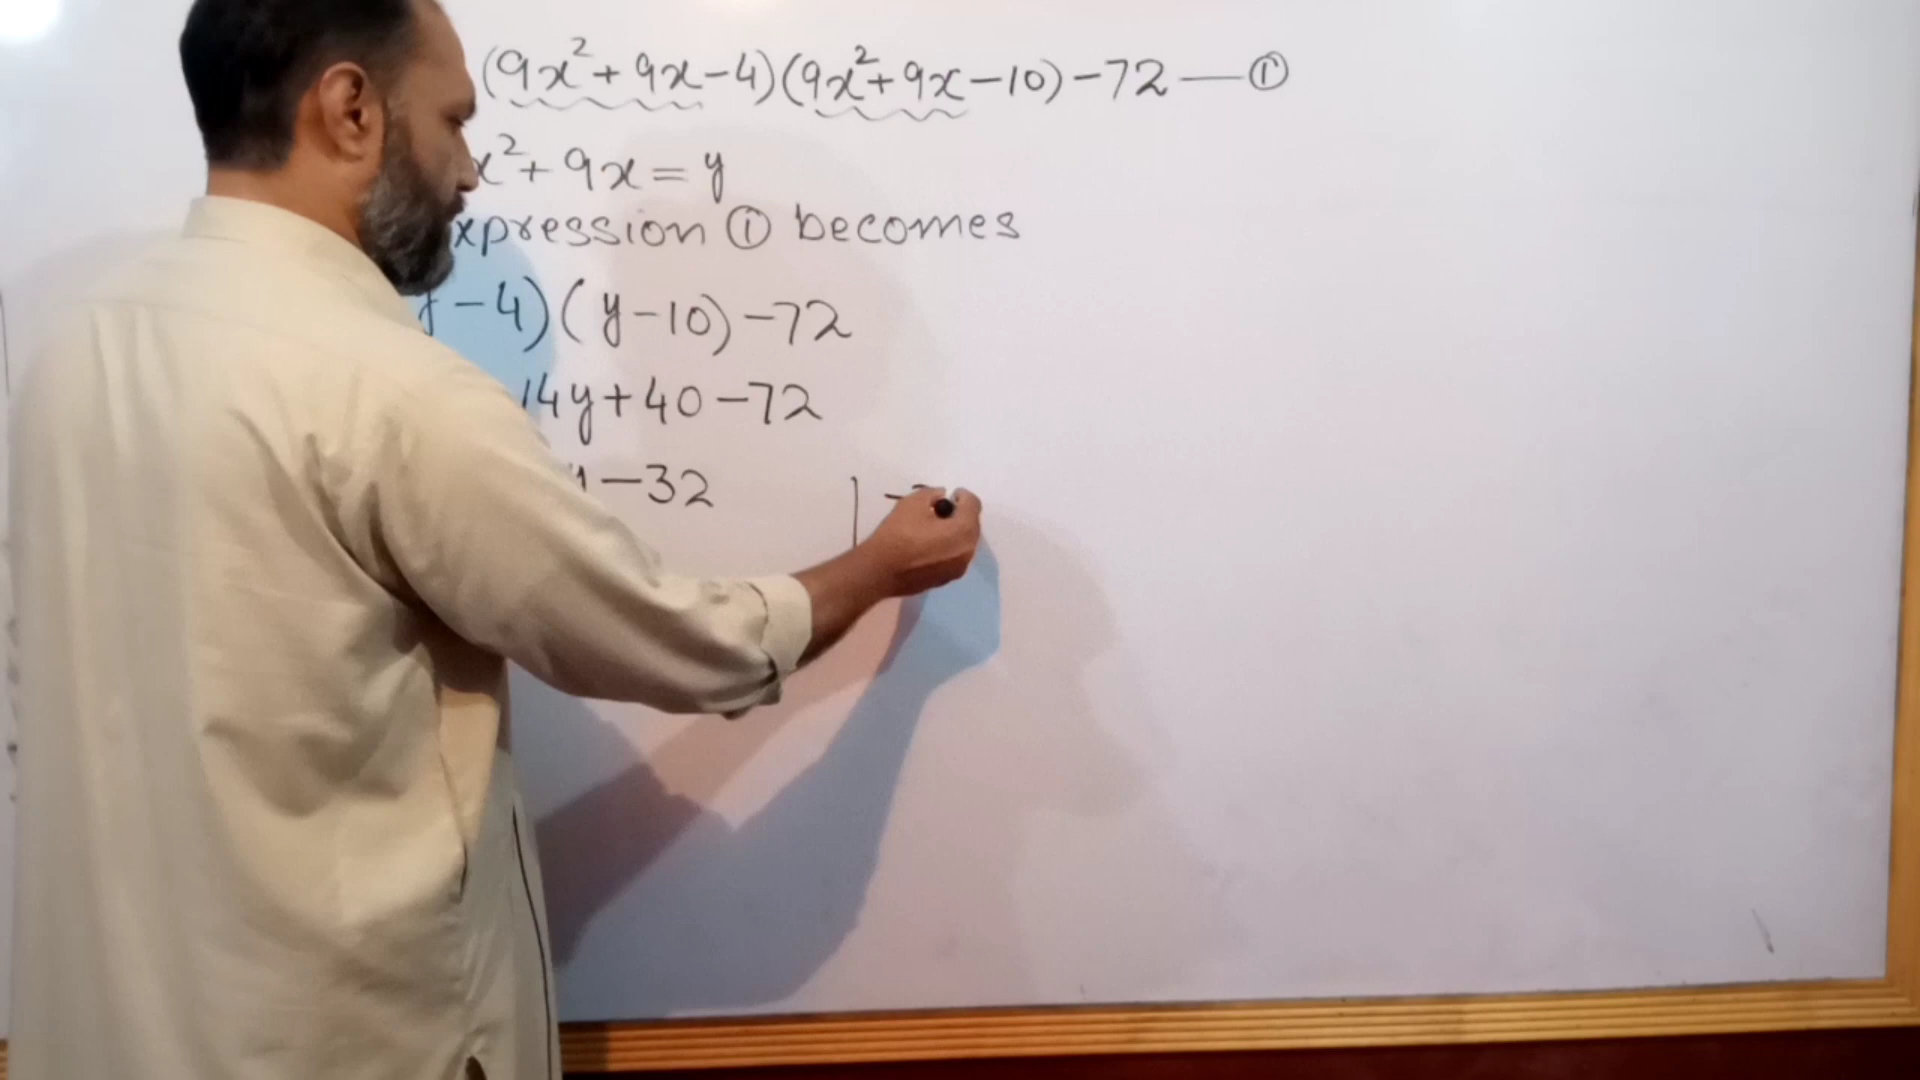 (9x²+9x-4)(9x²+9x-10)-72 — ①
x²+9x=y
xpression ① becomes
y-4)(y-10)-72
14y+40-72
y-32